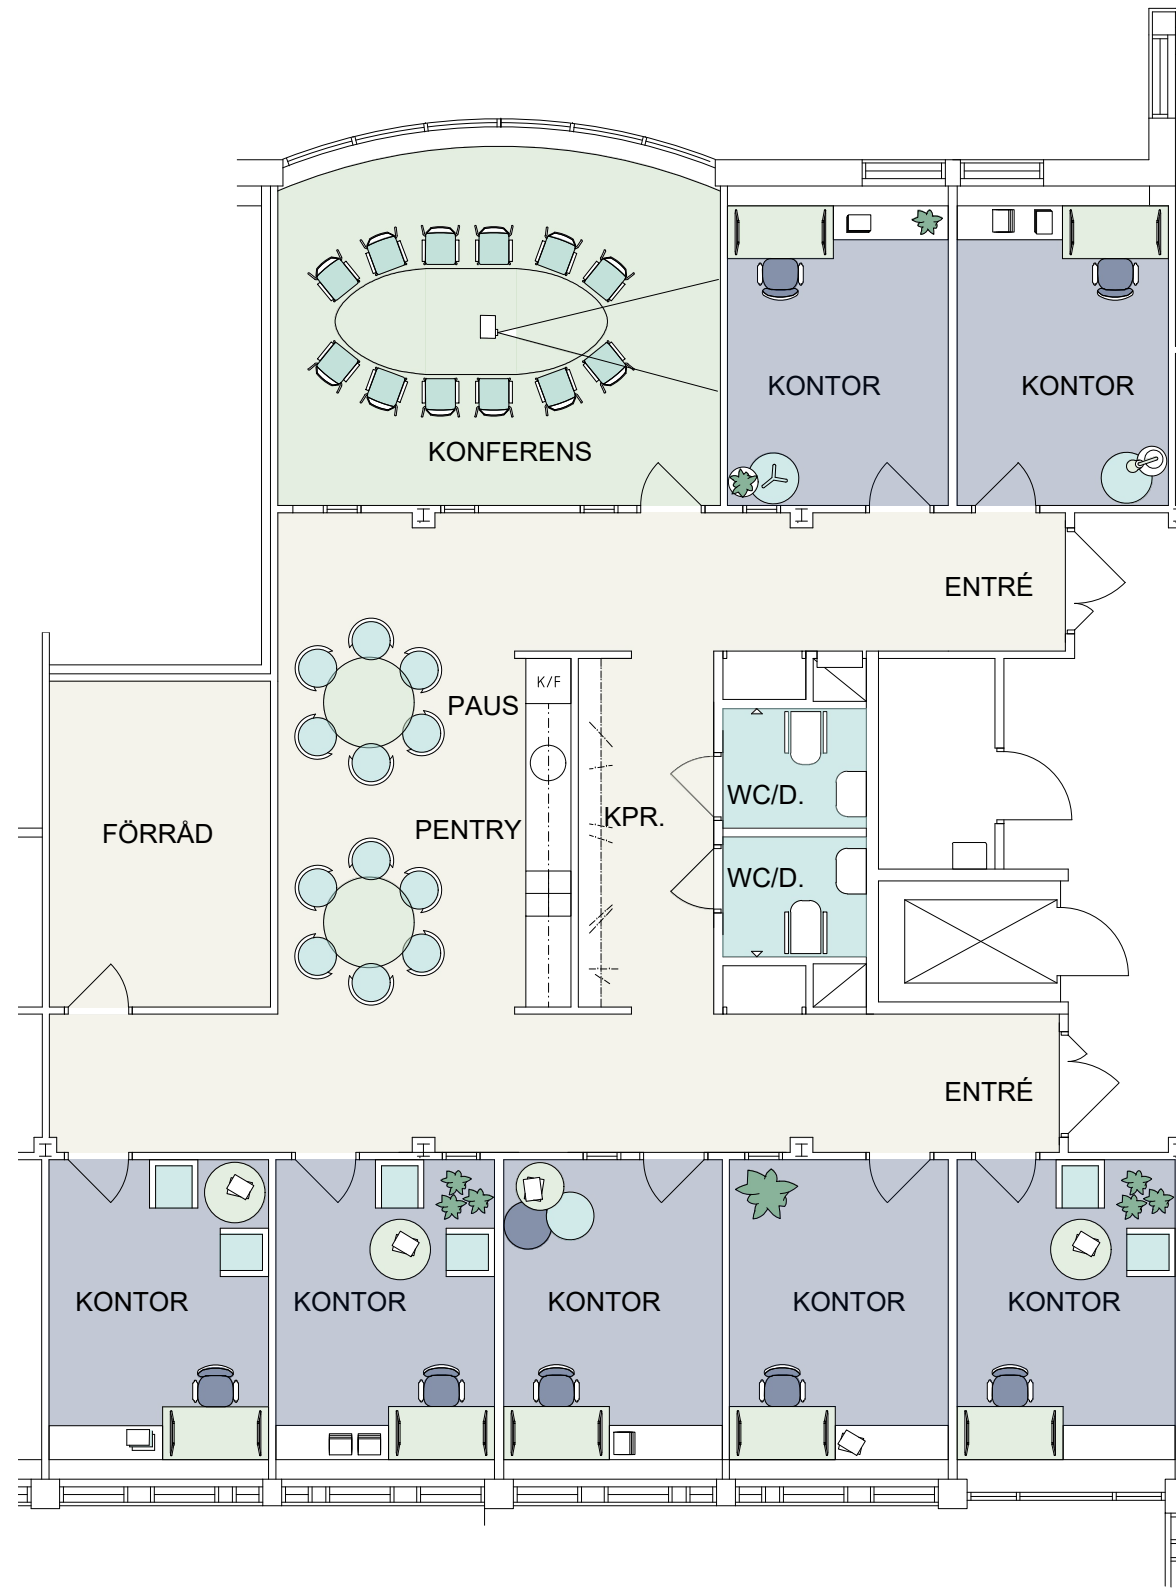 KONTOR
KONTOR
KONFERENS
ENTRÉ
K/F
PAUS
WC/D.
KPR.
PENTRY
FÖRRÅD
WC/D.
ENTRÉ
KONTOR
KONTOR
KONTOR
KONTOR
KONTOR